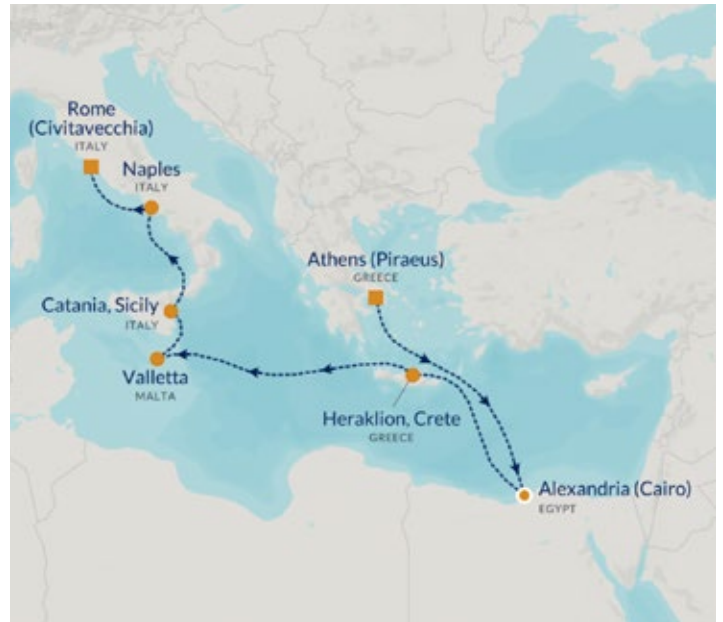 Rome
(Civitavecchia)
ITALY
Naples
ITALY
Athens (Piraeus)
GREECE
Catania, Sicily
ITALY
Valletta
MALTA
Heraklion, Crete
GREECE
Alexandria (Cairo)
EGYPT